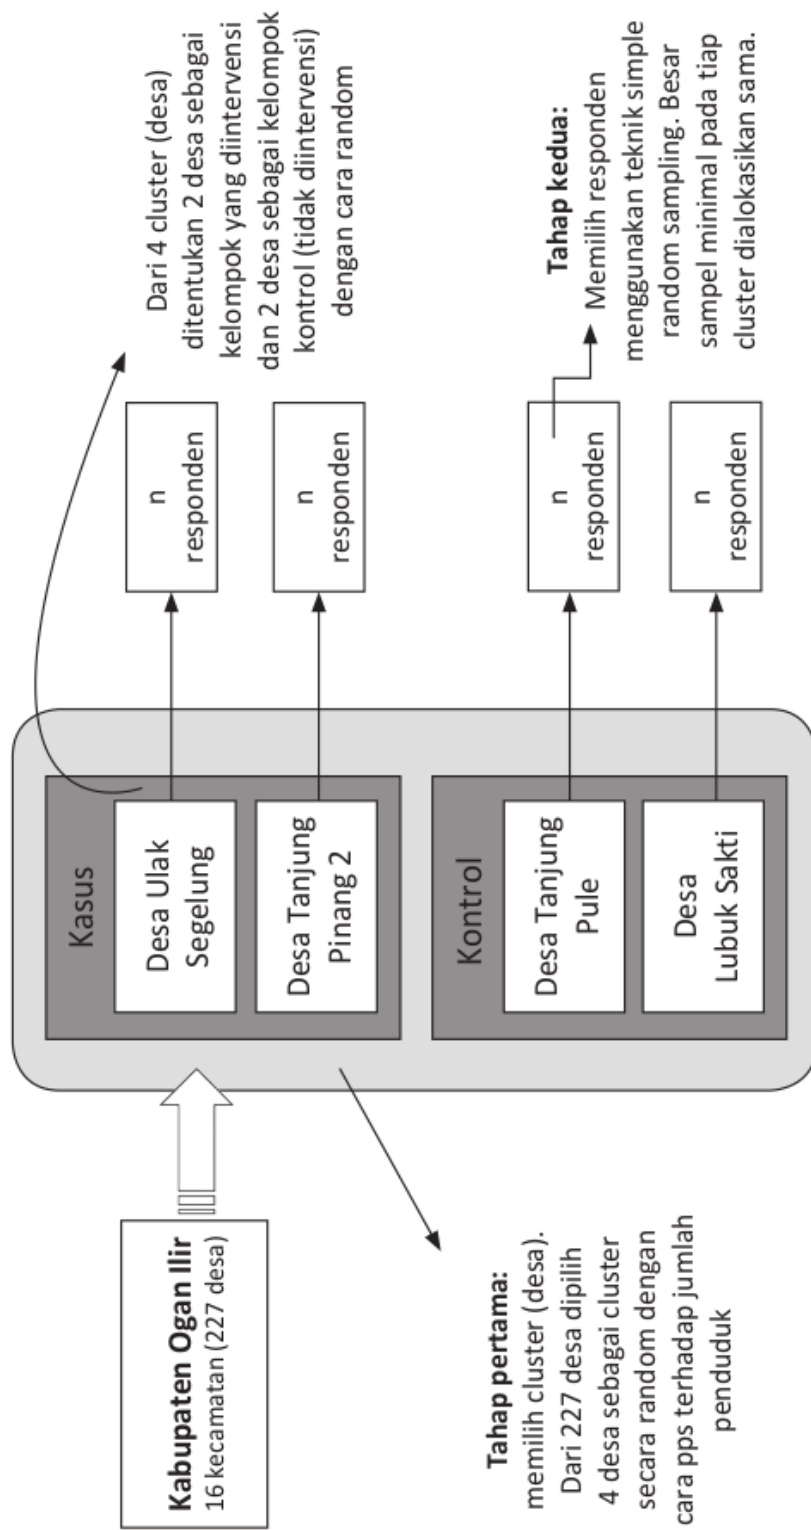 Kabupaten Ogan Ilir
16 kecamatan (227 desa)
Tahap pertama:
memilih cluster (desa).
Dari 227 desa dipilih
4 desa sebagai cluster
secara random dengan
cara pps terhadap jumlah
penduduk
Kasus
Desa Ulak
Segelung
Desa Tanjung
Pinang 2
Kontrol
Desa Tanjung
Pule
Desa
Lubuk Sakti
n
responden
n
responden
n
responden
n
responden
Dari 4 cluster (desa)
ditentukan 2 desa sebagai
kelompok yang diintervensi
dan 2 desa sebagai kelompok
kontrol (tidak diintervensi)
dengan cara random
Tahap kedua:
Memilih responden
menggunakan teknik simple
random sampling. Besar
sampel minimal pada tiap
cluster dialokasikan sama.